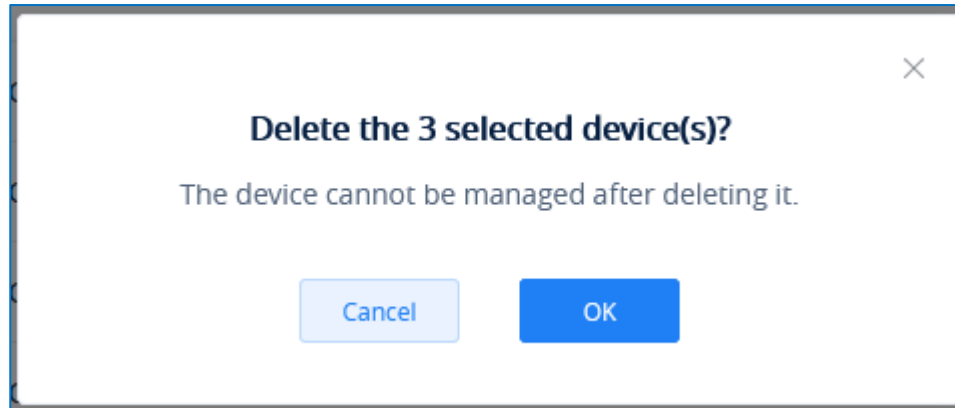 Delete the 3 selected device(s)?
The device cannot be managed after deleting it.
Cancel
OK